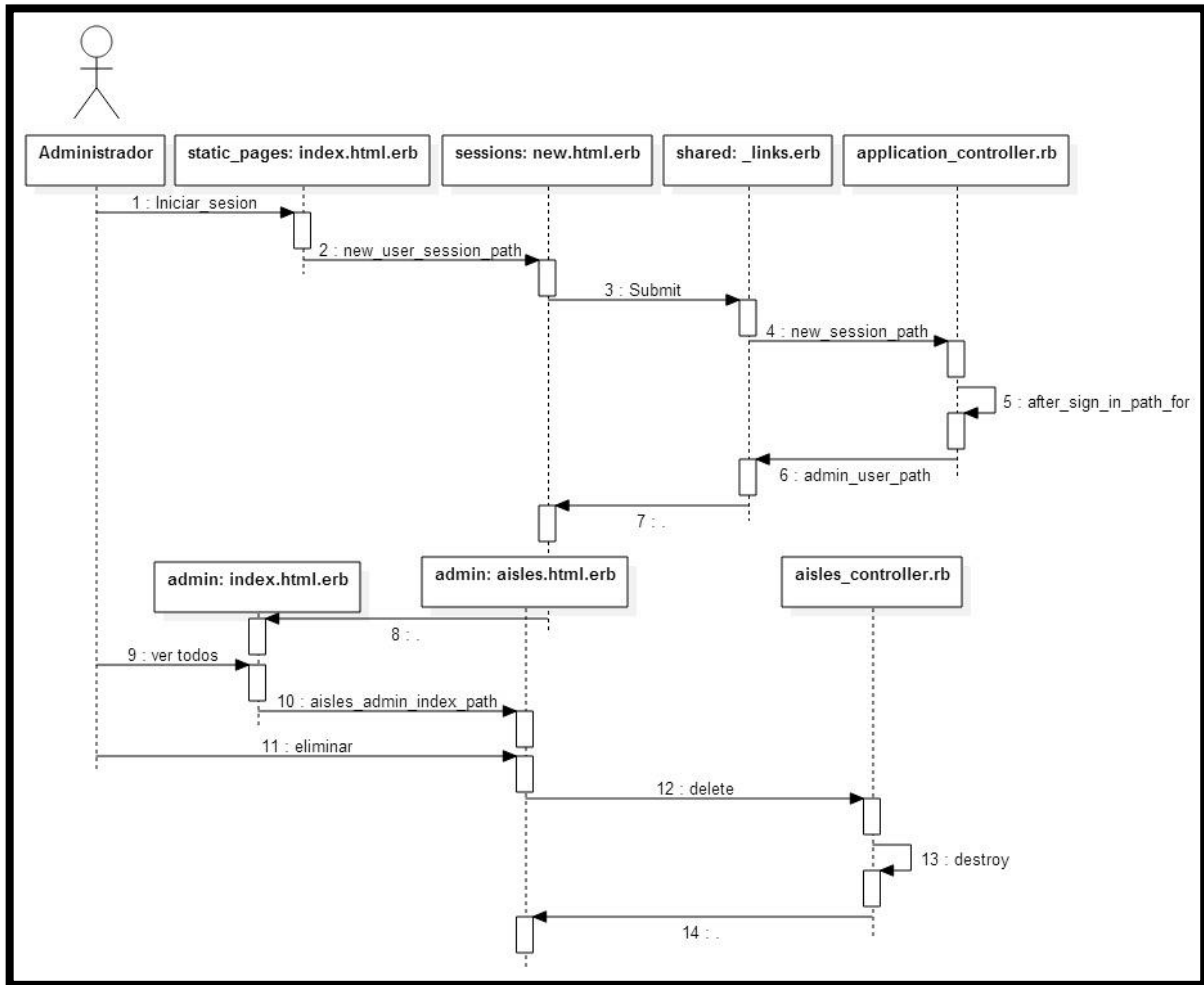 Administrador
static_pages: index.html.erb
sessions: new.html.erb
shared: _links.erb
application_controller.rb
1 : Iniciar_sesion
2 : new_user_session_path
3 : Submit
4 : new_session_path
5 : after_sign_in_path_for
6 : admin_user_path
7 : .
admin: index.html.erb
admin: aisles.html.erb
aisles_controller.rb
8 : .
9 : ver todos
10 : aisles_admin_index_path
11 : eliminar
12 : delete
13 : destroy
14 : .